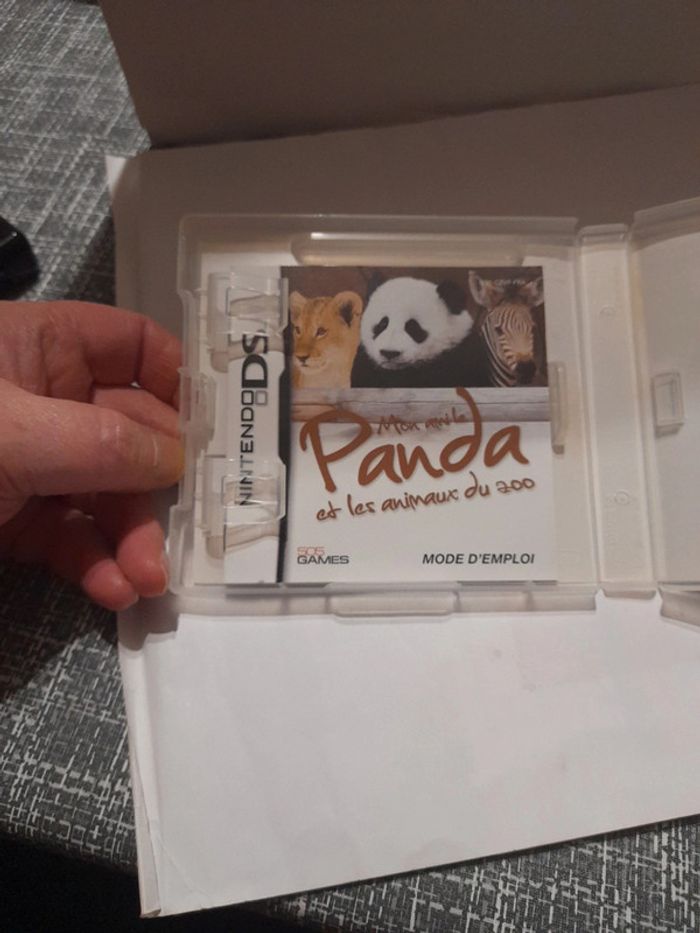 NINTENDO DS
Mon ami le
Panda
et les animaux du zoo
505
GAMES
MODE D'EMPLOI